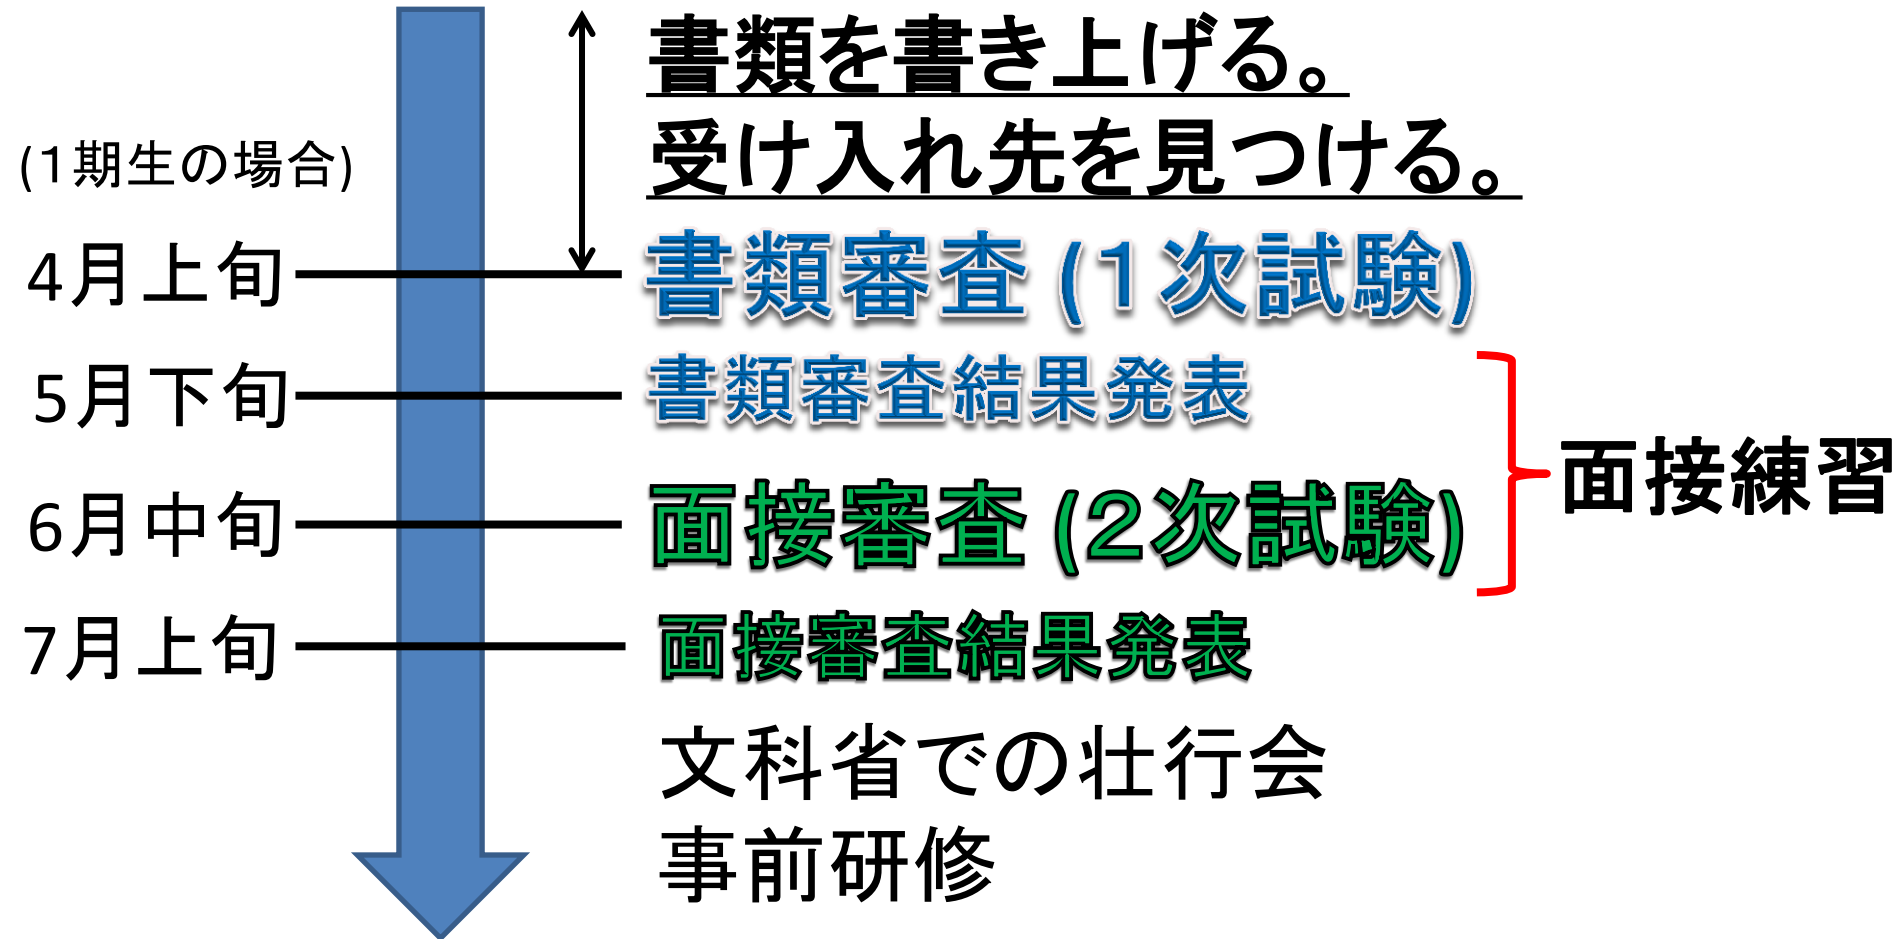 書類を書き上げる。
受け入れ先を見つける。
(1期生の場合)
4月上旬
書類審査(1次試験)
5月下旬
書類審査結果発表
面接練習
6月中旬
面接審査(2次試験)
7月上旬
面接審査結果発表
文科省での壮行会
事前研修